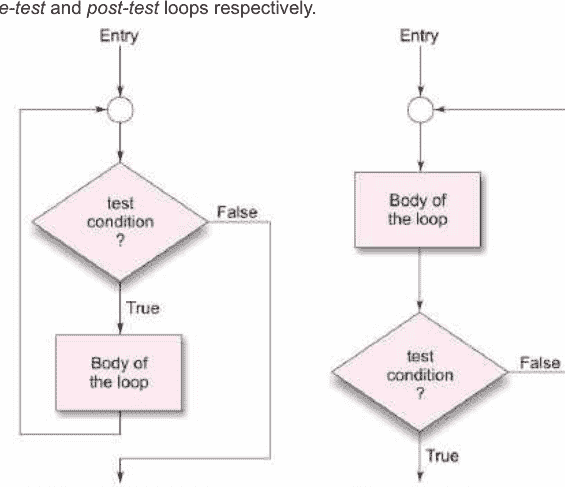 e-test and post-test loops respectively.
Entry
test
condition
?
False
True
Body of
the loop
Entry
Body of
the loop
test
condition
?
False
True